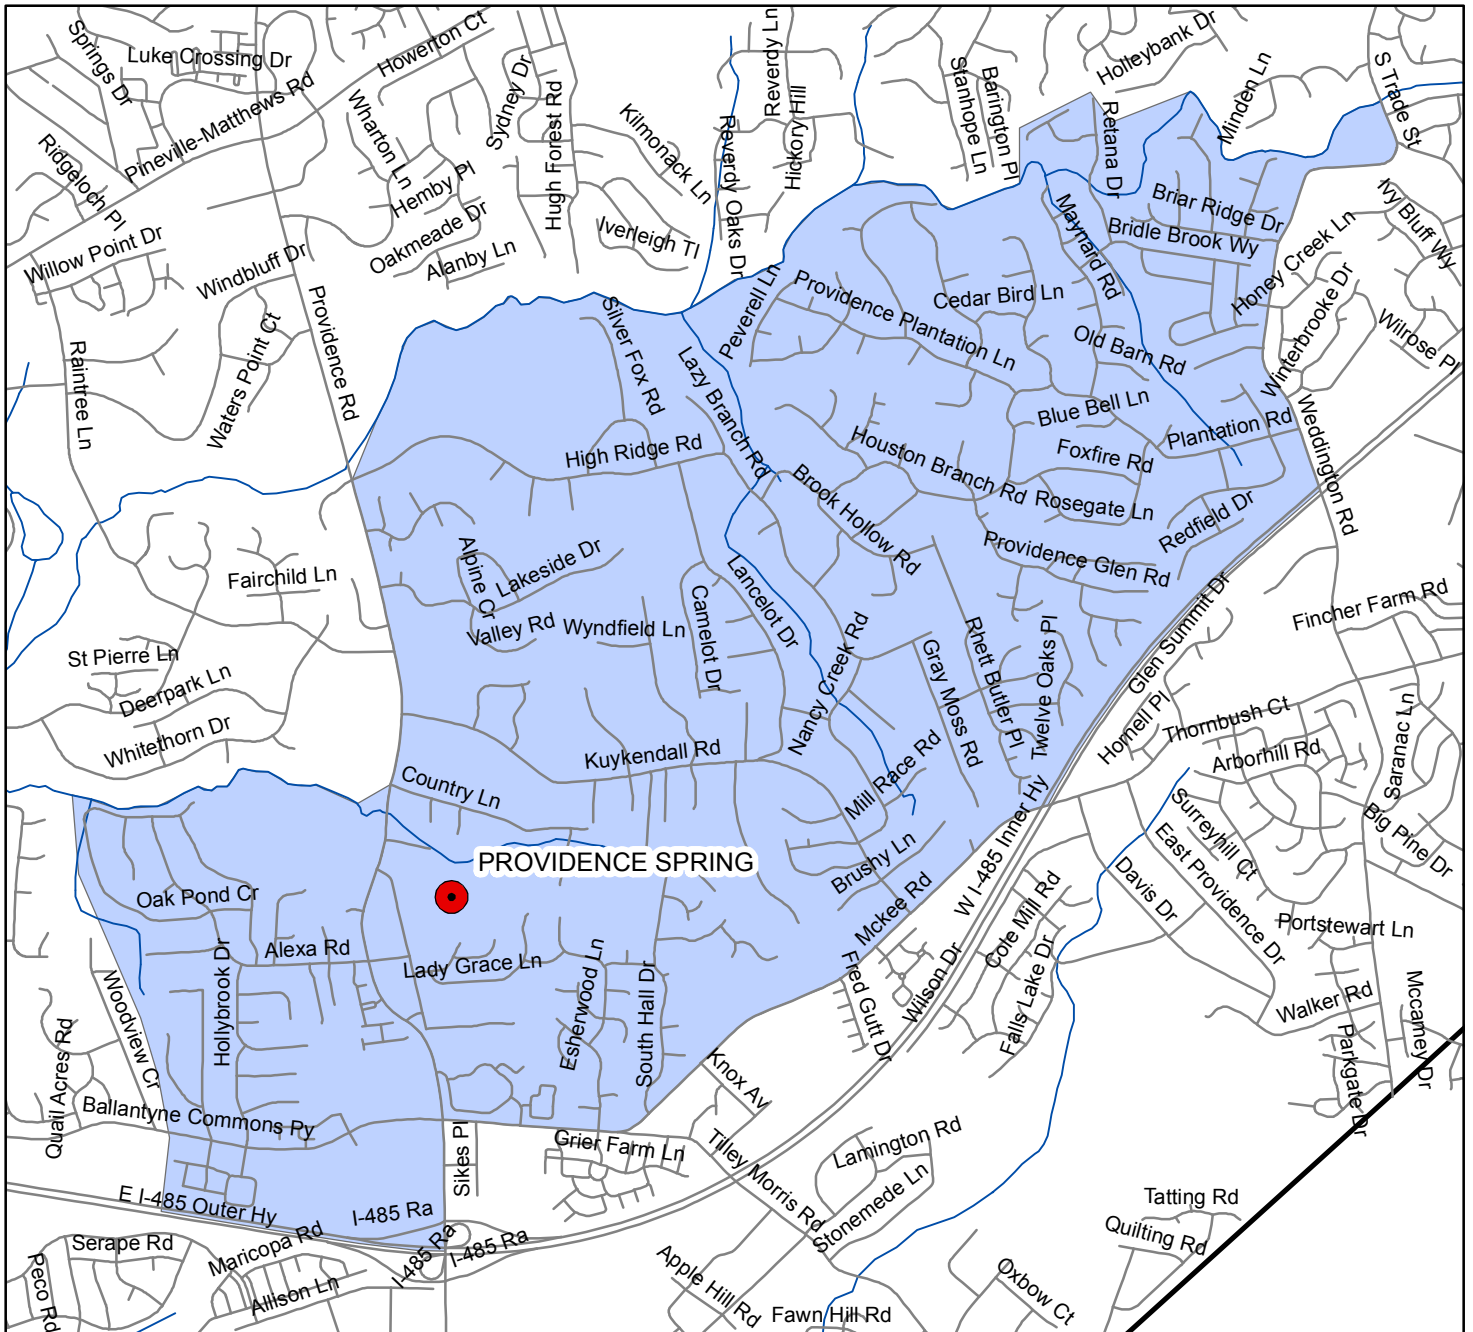 Springs Dr
Luke Crossing Dr
Howerton Ct
Pineville-Matthews Rd
Ridgeloch Pl
Willow Point Dr
Windbluff Dr
Wharton Ln
Hemby Pl
Oakmeade Dr
Alanby Ln
Sydney Dr
Hugh Forest Rd
Kilmonack Ln
Iverleigh Tl
Reverdy Ln
Hickory Hill
Reverdy Oaks Dr
Stanhope Ln
Barington Pl
Holleybank Dr
Retana Dr
Minden Ln
S Trade St
Briar Ridge Dr
Bridle Brook Wy
Maynard Rd
Ivy Bluff Wy
Honey Creek Ln
Winterbrooke Dr
Wilrose Pl
Raintree Ln
Waters Point Ct
Providence Rd
Silver Fox Rd
Lazy Branch Rd
Peverell Ln
Providence Plantation Ln
Cedar Bird Ln
Old Barn Rd
Blue Bell Ln
Plantation Rd
Foxfire Rd
Weddington Rd
High Ridge Rd
Houston Branch Rd
Rosegate Ln
Brook Hollow Rd
Redfield Dr
Providence Glen Rd
Fairchild Ln
Alpine Cr
Lakeside Dr
Valley Rd
Wyndfield Ln
Camelot Dr
Lancelot Dr
Nancy Creek Rd
Gray Moss Rd
Rhett Butler Pl
Twelve Oaks Pl
Glen Summit Dr
Hornell Pl
Fincher Farm Rd
St Pierre Ln
Deerpark Ln
Whitethorn Dr
Thornbush Ct
Arborhill Rd
Saranac Ln
Big Pine Dr
Kuykendall Rd
Country Ln
Mill Race Rd
Brushy Ln
Mckee Rd
W I-485 Inner Hy
Surreyhill Ct
East Providence Dr
Davis Dr
Portstewart Ln
PROVIDENCE SPRING
Oak Pond Cr
Alexa Rd
Hollybrook Dr
Lady Grace Ln
Esherwood Ln
South Hall Dr
Fred Gutt Dr
Wilson Dr
Cole Mill Rd
Falls Lake Dr
Walker Rd
Parkgate Dr
Mccamey Dr
Woodview Cr
Quail Acres Rd
Ballantyne Commons Py
Knox Av
Sikes Pl
Grier Farm Ln
Tilley Morris Rd
Lamington Rd
Stonemede Ln
Tatting Rd
Quilting Rd
E I-485 Outer Hy
I-485 Ra
I-485 Ra
I-485 Ra
Serape Rd
Maricopa Rd
Allison Ln
Peco Rd
Apple Hill Rd
Fawn Hill Rd
Oxbow Ct